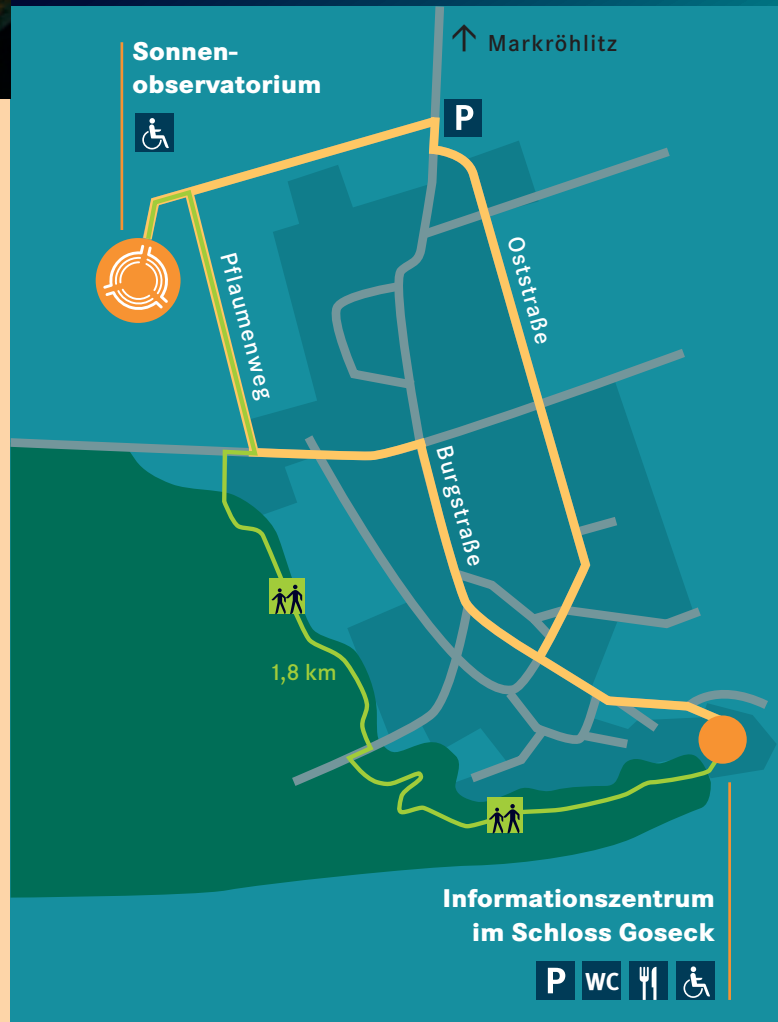 Markröhlitz
Sonnen-
observatorium
P
Pflaumenweg
Oststraße
Burgstraße
1,8 km
Informationszentrum
im Schloss Goseck
P WC